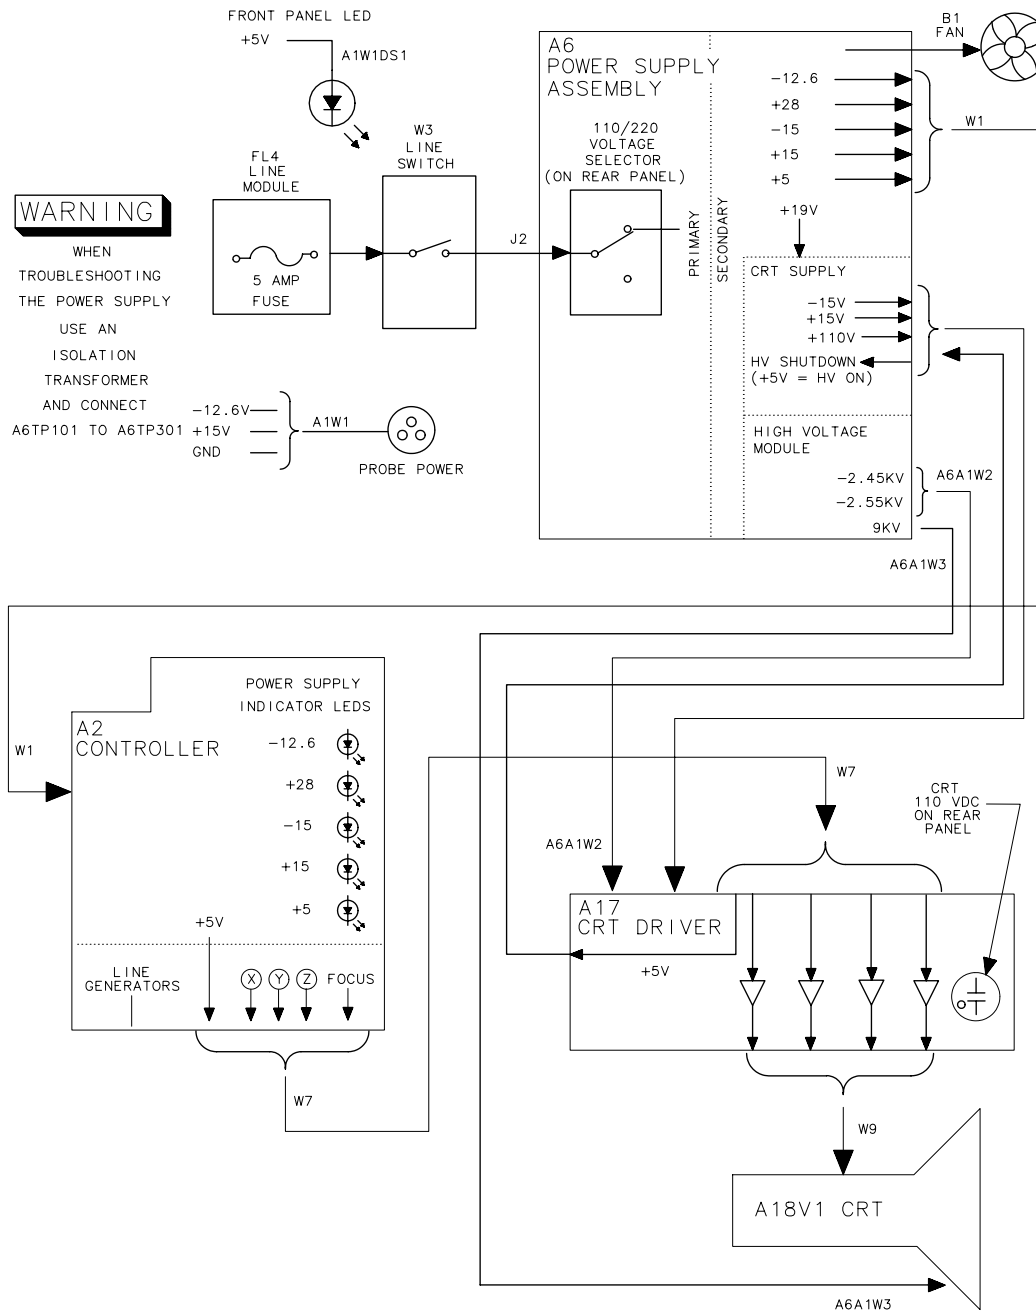 FRONT PANEL LED
+5V
A1W1DS1
B1
FAN
A6
POWER SUPPLY
ASSEMBLY
-12.6
+28
-15
+15
+5
W1
110/220
VOLTAGE
SELECTOR
(ON REAR PANEL)
W3
LINE
SWITCH
FL4
LINE
MODULE
5 AMP
FUSE
J2
PRIMARY
SECONDARY
+19V
CRT SUPPLY
-15V
+15V
+110V
HV SHUTDOWN
(+5V = HV ON)
WARNING
WHEN
TROUBLESHOOTING
THE POWER SUPPLY
USE AN
ISOLATION
TRANSFORMER
AND CONNECT
A6TP101 TO A6TP301
-12.6V
+15V
GND
A1W1
PROBE POWER
HIGH VOLTAGE
MODULE
-2.45KV
-2.55KV
9KV
A6A1W2
A6A1W3
POWER SUPPLY
INDICATOR LEDS
A2
CONTROLLER
W1
-12.6
+28
-15
+15
+5
+5V
LINE
GENERATORS
X Y Z FOCUS
W7
W7
A6A1W2
CRT
110 VDC
ON REAR
PANEL
A17
CRT DRIVER
+5V
W9
A18V1 CRT
A6A1W3